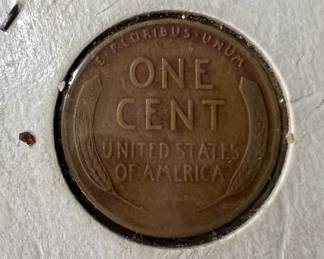 E·PLURIBUS·UNUM
ONE
CENT
UNITED STATES
OF AMERICA